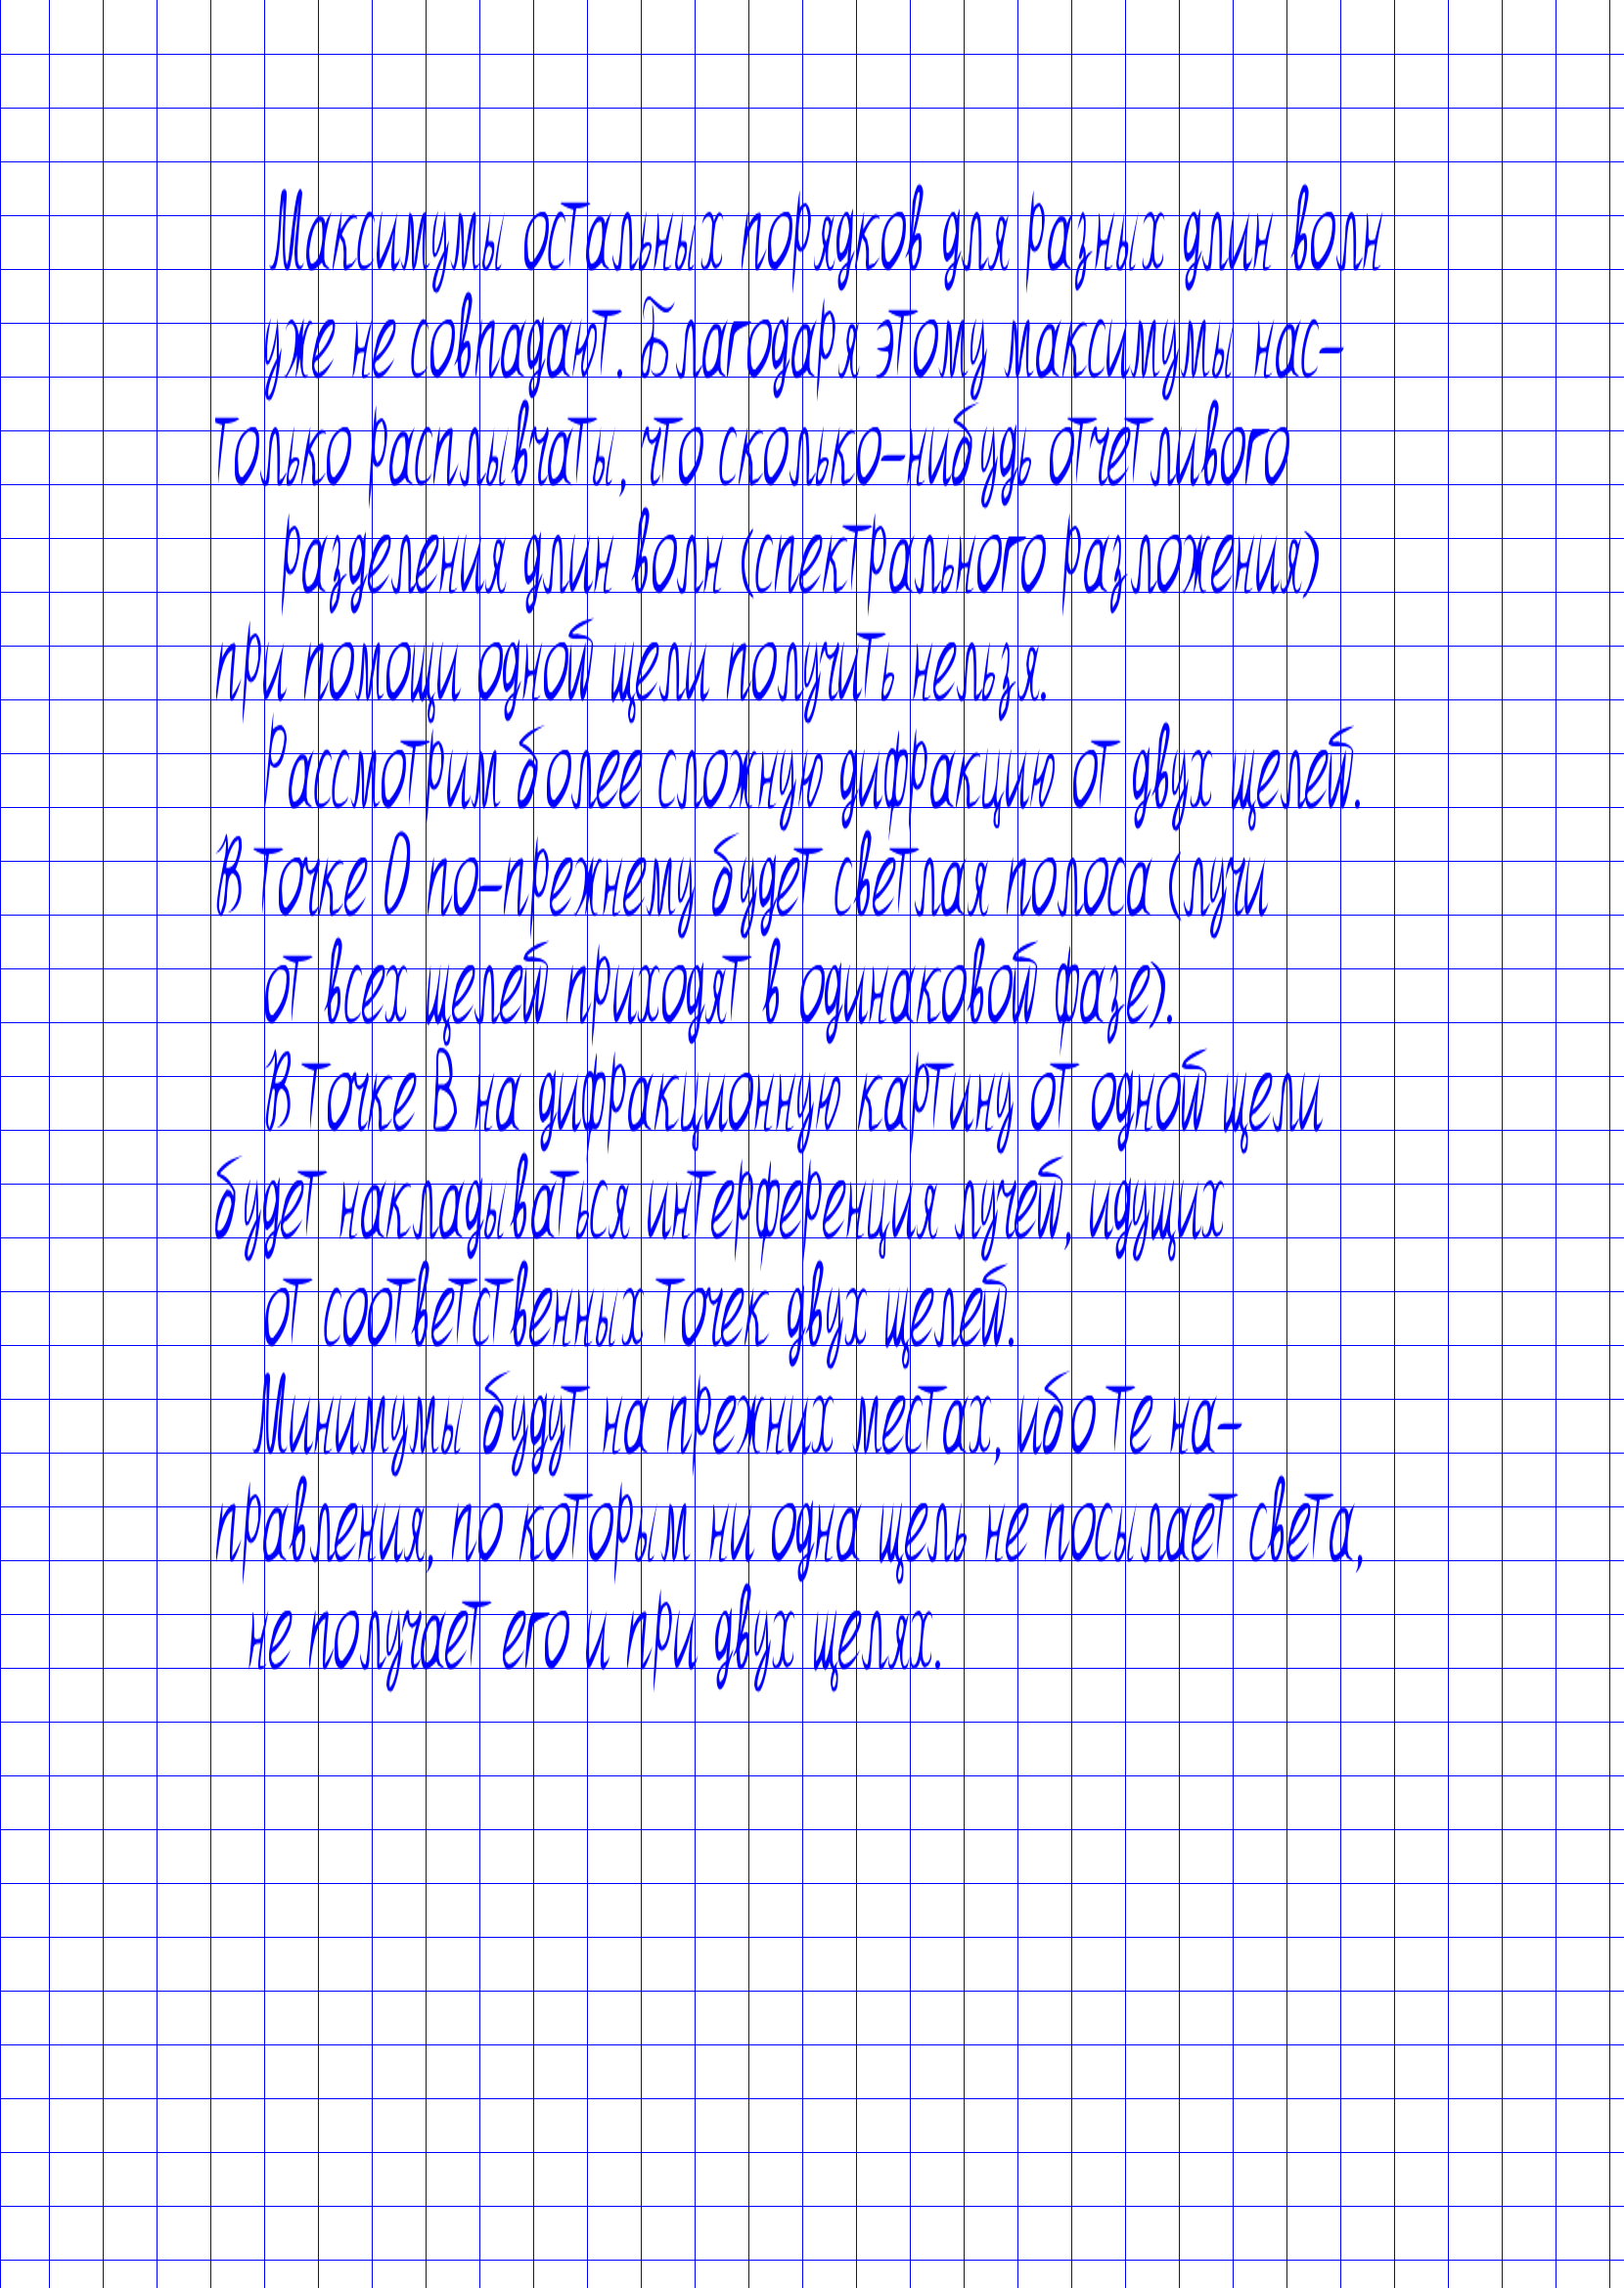 Максимумы остальных порядков для разных длин волн
уже не совпадают. Благодаря этому максимумы нас-
только расплывчаты, что сколько-нибудь отчетливого
разделения длин волн (спектрального разложения)
при помощи одной щели получить нельзя.
Рассмотрим более сложную дифракцию от двух щелей.
В точке О по-прежнему будет светлая полоса (лучи
от всех щелей приходят в одинаковой фазе).
В точке В на дифракционную картину от одной щели
будет накладываться интерференция лучей, идущих
от соответственных точек двух щелей.
Минимумы будут на прежних местах, ибо те на-
правления, по которым ни одна щель не посылает света,
не получает его и при двух щелях.